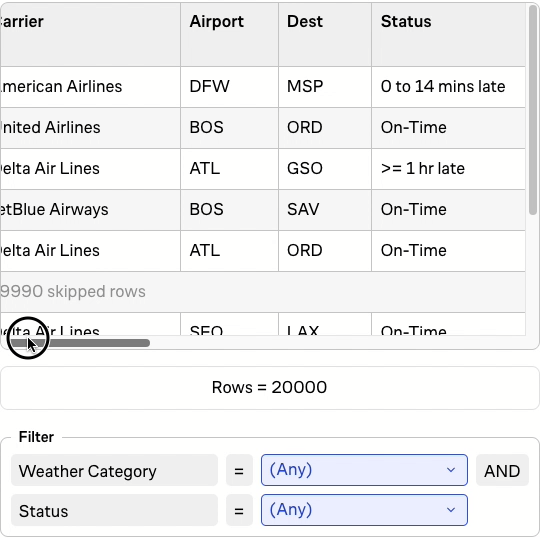 arrier Airport Dest Status
merican Airlines DFW MSP 0 to 14 mins late
nited Airlines BOS ORD On-Time
elta Air Lines ATL GSO >= 1 hr late
etBlue Airways BOS SAV On-Time
elta Air Lines ATL ORD On-Time
9990 skipped rows
elta Air Lines LAX On-Time
Rows = 20000
Filter
Weather Category = (Any) AND
Status = (Any)